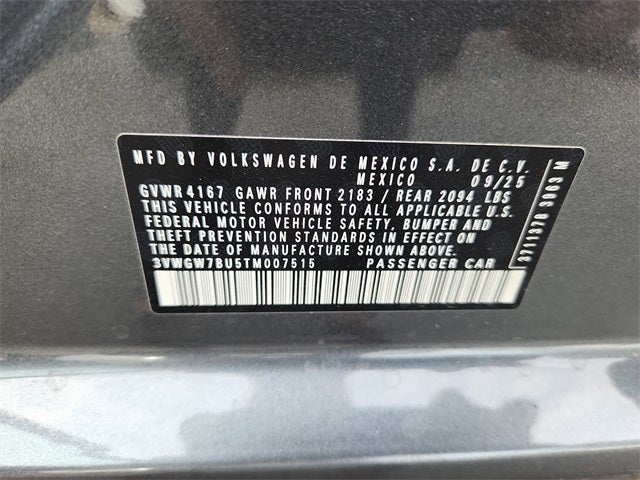 MFD BY VOLKSWAGEN DE MEXICO S.A. DE C.V.
MEXICO 09/25
GVWR 4167 GAWR FRONT 2183 / REAR 2094 LBS
THIS VEHICLE CONFORMS TO ALL APPLICABLE U.S.
FEDERAL MOTOR VEHICLE SAFETY, BUMPER AND
THEFT PREVENTION STANDARDS IN EFFECT ON
THE DATE OF MANUFACTURE SHOWN ABOVE.
3VWGW7BU5TM007515 PASSENGER CAR